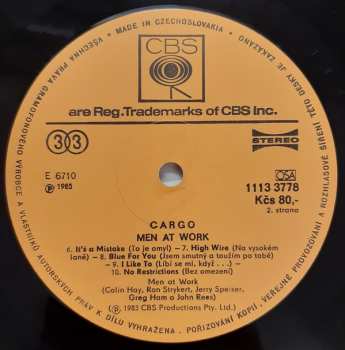 VŠECHNA PRÁVA GRAMOFONOVÉHO VÝROBCE A VLASTNÍKŮ AUTORSKÝCH PRÁV K DÍLU VYHRAŽENA. POŘIZOVÁNÍ KOPIÍ, VEŘEJNÉ PROVOZOVÁNÍ A ROZHLASOVÉ ŠÍŘENÍ TÉTO DESKY JE ZAKÁZÁNO
• MADE IN CZECHOSLOVAKIA •
CBS
are Reg.Trademarks of CBS Inc.
33
STEREO
E 6710
℗ 1985
OSA
1113 3778
Kčs 80,-
2. strana
CARGO
MEN AT WORK
6. It's a Mistake (To je omyl) - 7. High Wire (Na vysokém
laně) - 8. Blue For You (Jsem smutný a toužím po tobě)
- 9. I Like To (Líbí se mi, když . . .) -
10. No Restrictions (Bez omezení)
Men at Work
(Colin Hay, Ron Strykert, Jerry Speiser,
Greg Ham a John Rees)
℗ 1983 CBS Productions Pty. Ltd.)